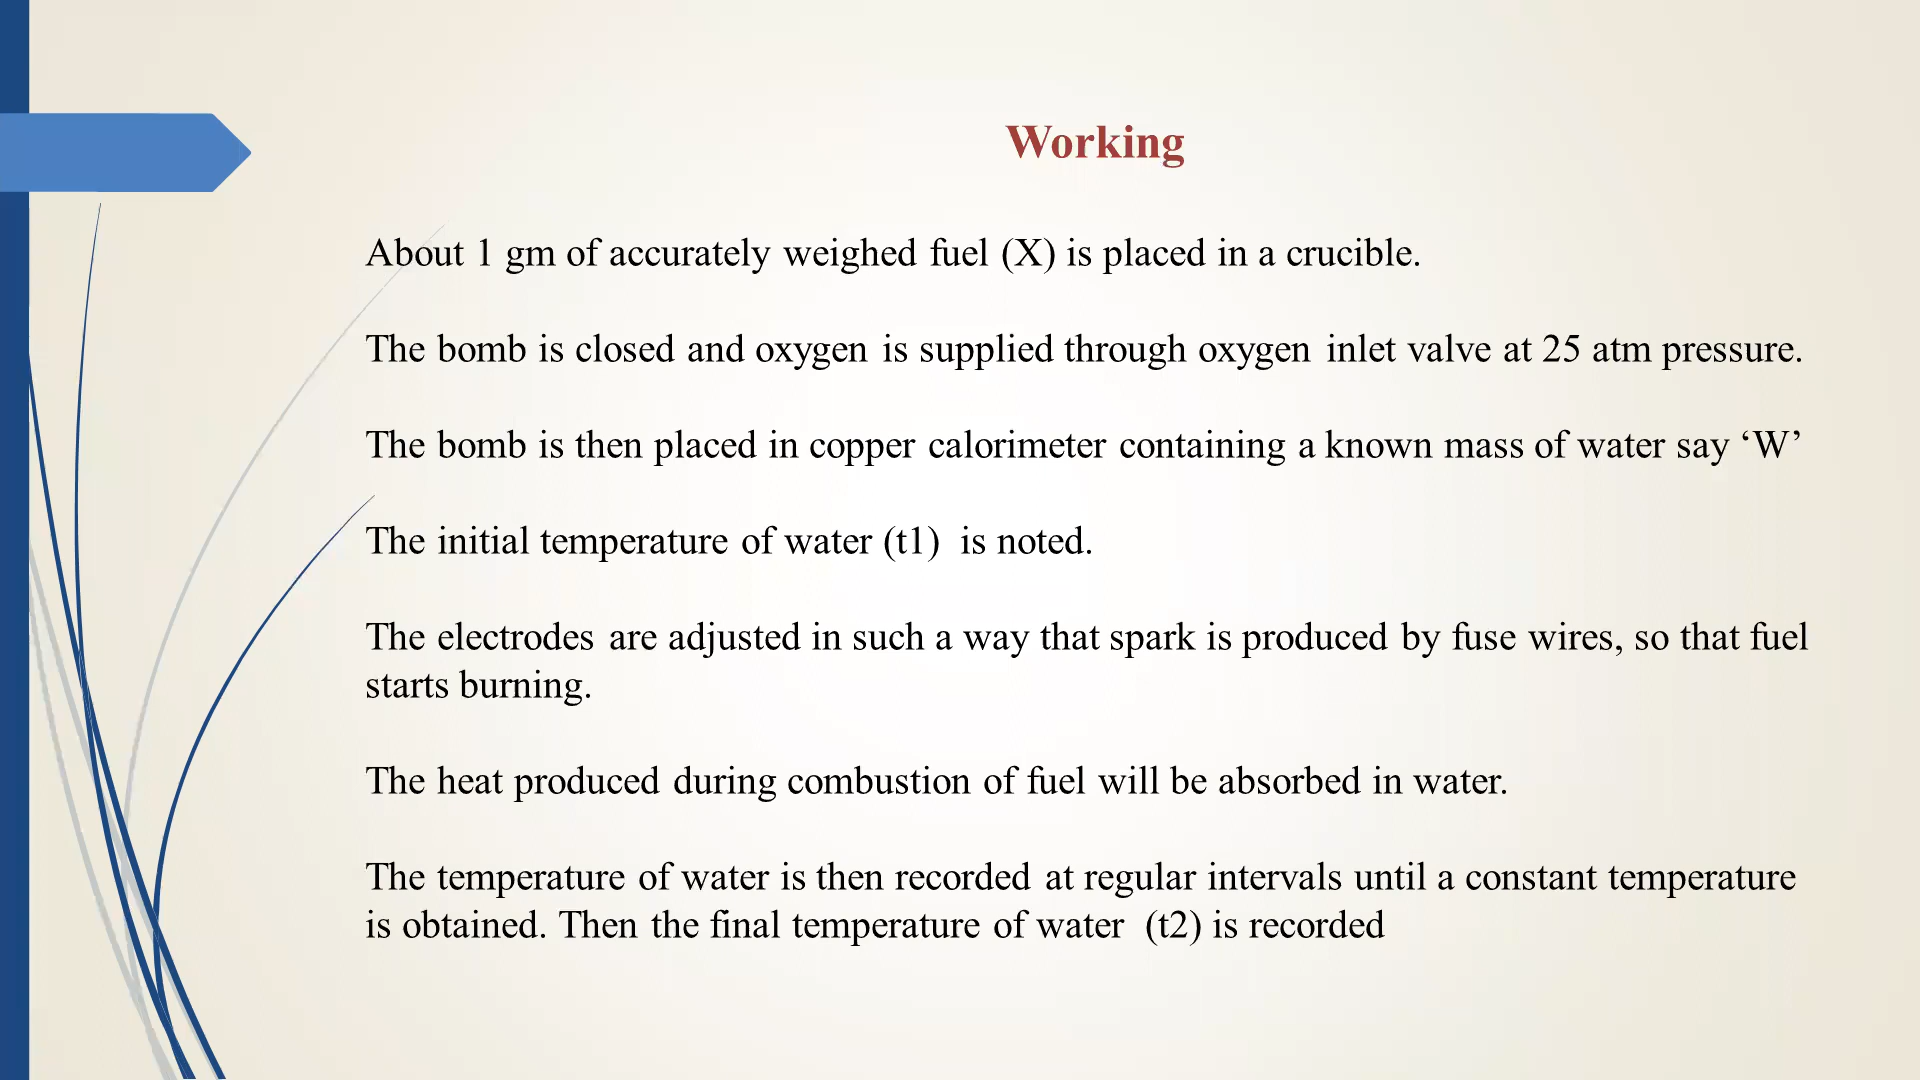 Working
About 1 gm of accurately weighed fuel (X) is placed in a crucible.
The bomb is closed and oxygen is supplied through oxygen inlet valve at 25 atm pressure.
The bomb is then placed in copper calorimeter containing a known mass of water say ‘W’
The initial temperature of water (t1)  is noted.
The electrodes are adjusted in such a way that spark is produced by fuse wires, so that fuel
starts burning.
The heat produced during combustion of fuel will be absorbed in water.
The temperature of water is then recorded at regular intervals until a constant temperature
is obtained. Then the final temperature of water  (t2) is recorded